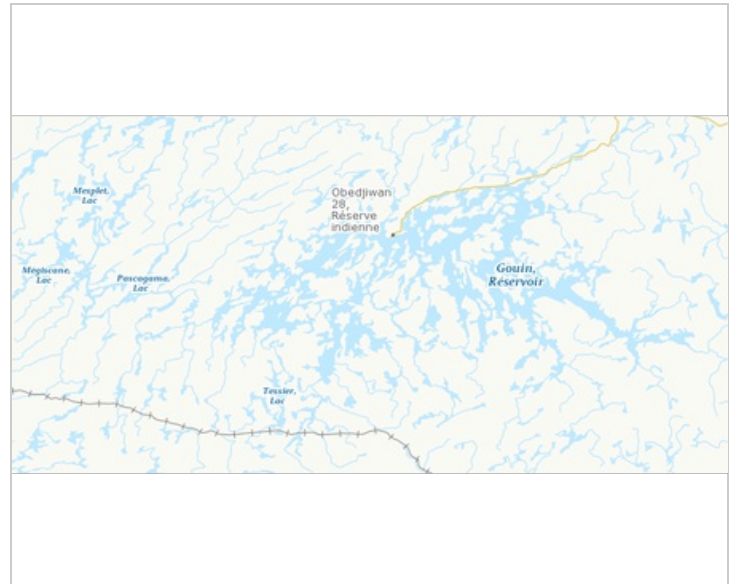 Mesplet,
Lac
Obedjiwan
28,
Réserve
indienne
Mégiscane,
Lac
Pascagama,
Lac
Gouin,
Réservoir
Tessier,
Lac